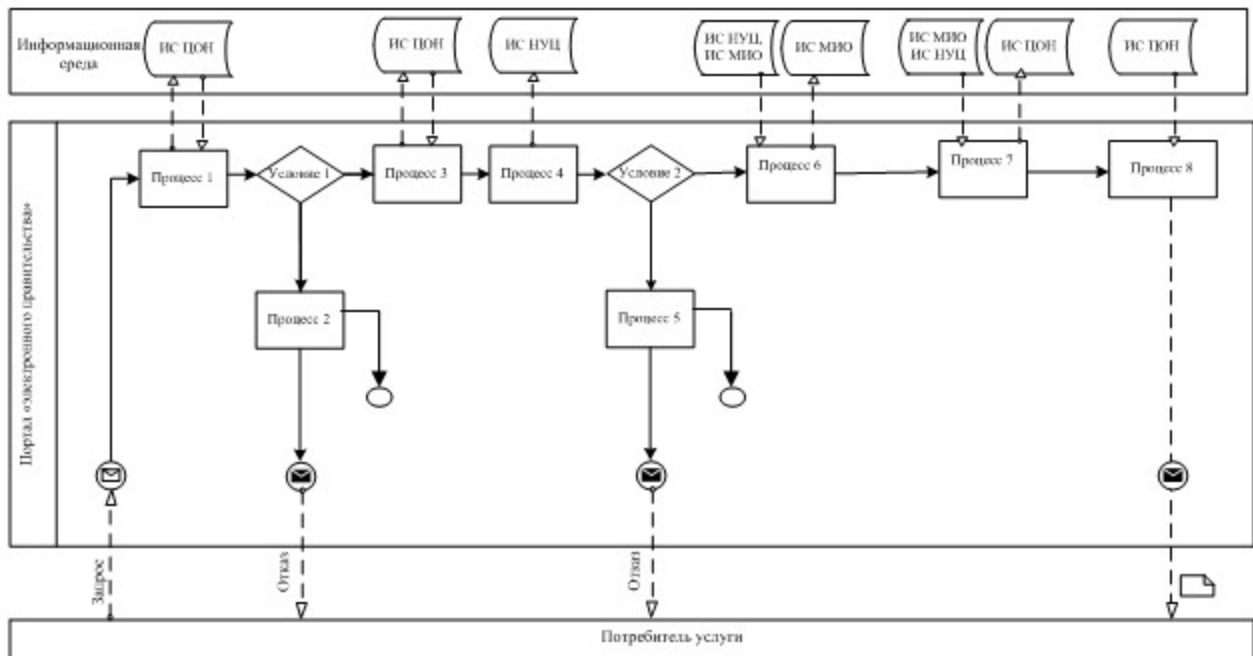 Информационная
среда
ИС ЦОН
ИС ЦОН
ИС НУЦ
ИС НУЦ,
ИС МИО
ИС МИО
ИС МИО
ИС НУЦ
ИС ЦОН
ИС ЦОН
Портал «электронного правительства»
Процесс 1
Условие 1
Процесс 3
Процесс 4
Условие 2
Процесс 6
Процесс 7
Процесс 8
Процесс 2
Процесс 5
Запрос
Отказ
Отказ
Потребитель услуги